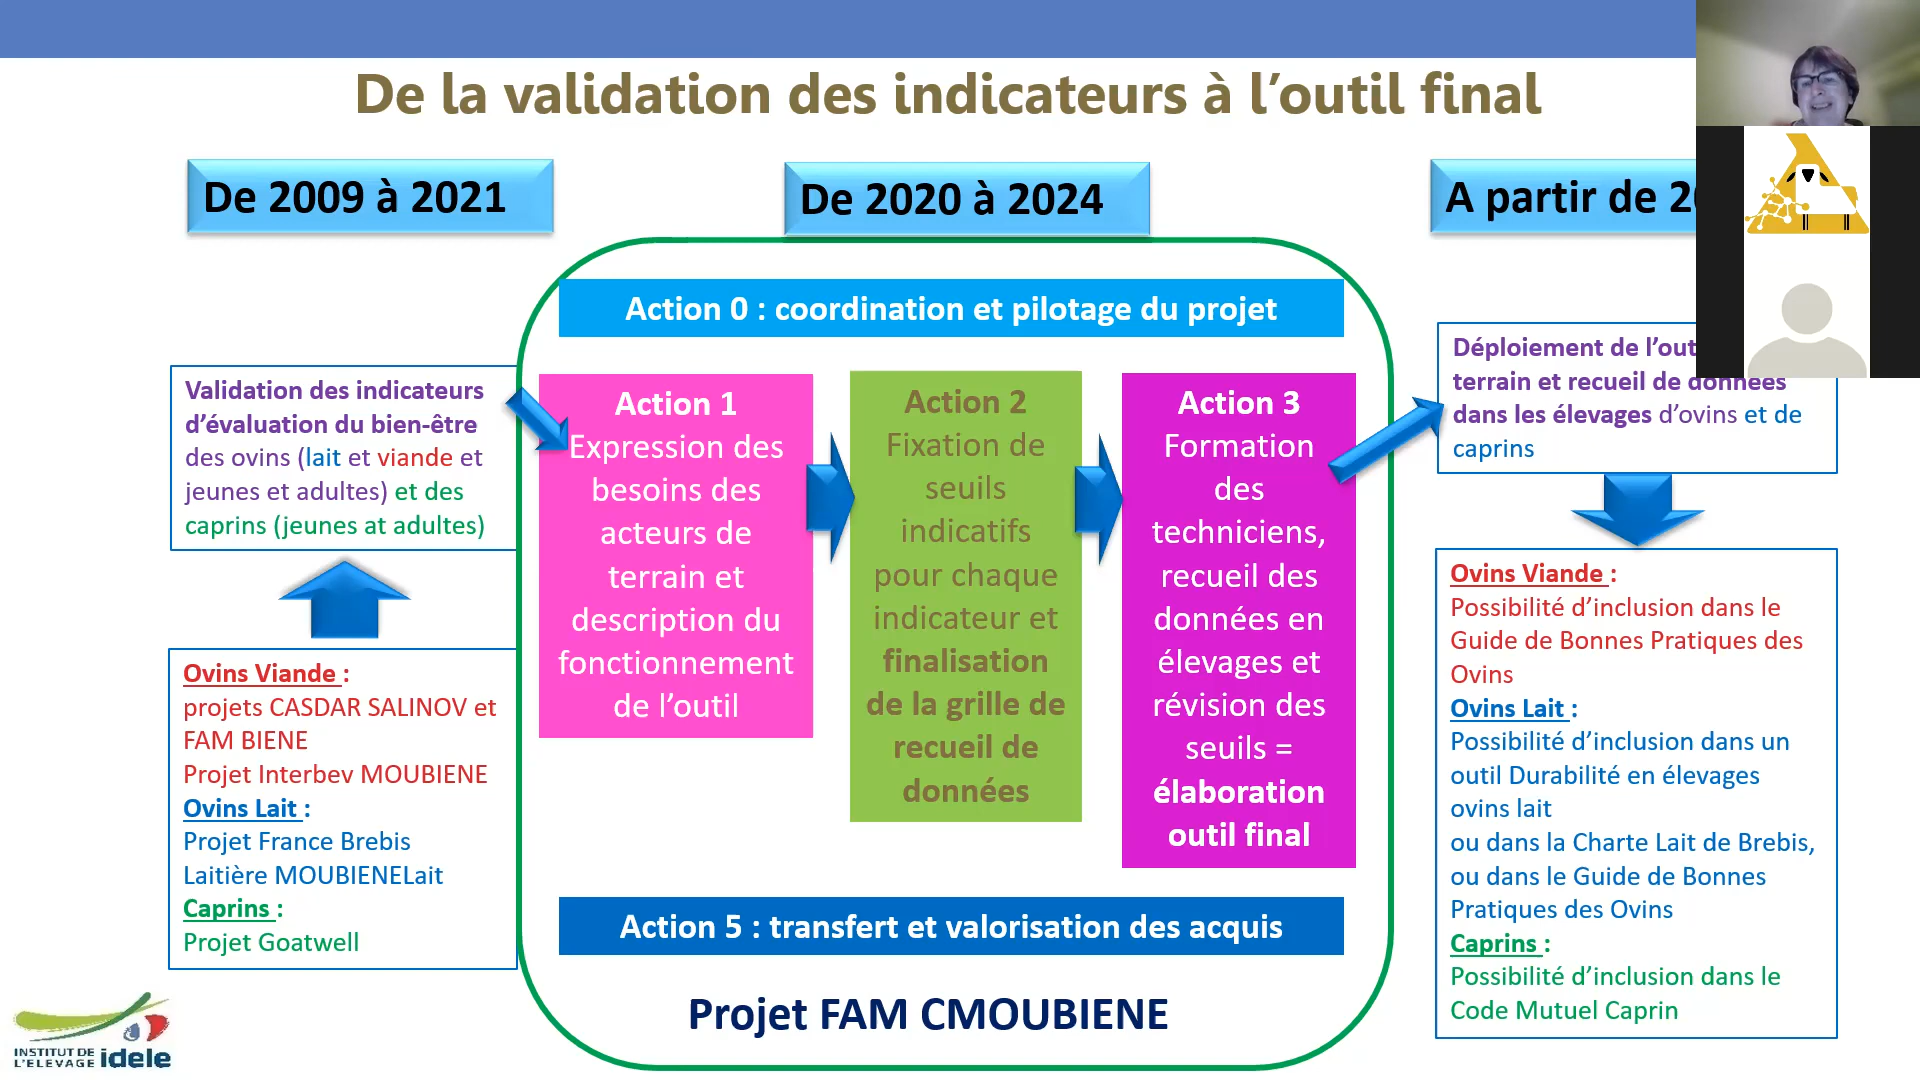 De la validation des indicateurs à l’outil final
De 2009 à 2021
De 2020 à 2024
A partir de
Action 0 : coordination et pilotage du projet
Validation des indicateurs
d’évaluation du bien-être
des ovins (lait et viande et
jeunes et adultes) et des
caprins (jeunes at adultes)
Ovins Viande :
projets CASDAR SALINOV et
FAM BIENE
Projet Interbev MOUBIENE
Ovins Lait :
Projet France Brebis
Laitière MOUBIENELait
Caprins :
Projet Goatwell
Action 1
Expression des
besoins des
acteurs de
terrain et
description du
fonctionnement
de l’outil
Action 2
Fixation de
seuils
indicatifs
pour chaque
indicateur et
finalisation
de la grille de
recueil de
données
Action 3
Formation
des
techniciens,
recueil des
données en
élevages et
révision des
seuils =
élaboration
outil final
Action 5 : transfert et valorisation des acquis
Projet FAM CMOUBIENE
Déploiement de
terrain et recueil de données
dans les élevages d’ovins et de
caprins
Ovins Viande :
Possibilité d’inclusion dans le
Guide de Bonnes Pratiques des
Ovins
Ovins Lait :
Possibilité d’inclusion dans un
outil Durabilité en élevages
ovins lait
ou dans la Charte Lait de Brebis,
ou dans le Guide de Bonnes
Pratiques des Ovins
Caprins :
Possibilité d’inclusion dans le
Code Mutuel Caprin
INSTITUT DE
L'ELEVAGE idele